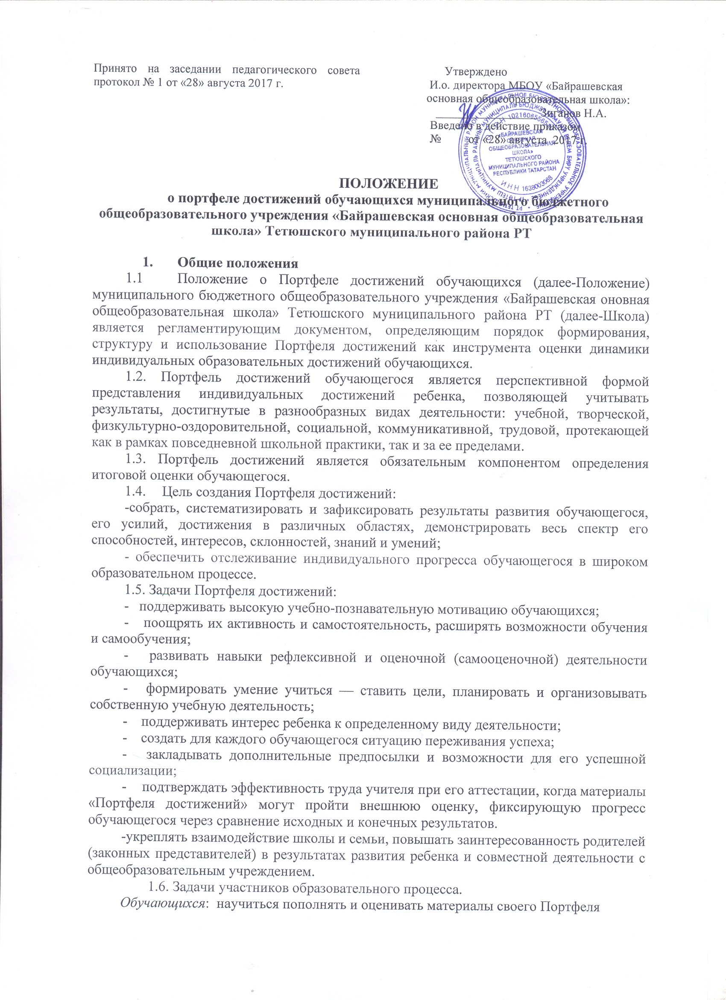 Принято на заседании педагогического совета
протокол № 1 от «28» августа 2017 г.
Утверждено
И.о. директора МБОУ «Байрашевская
основная общеобразовательная школа»:
Зиганов Н.А.
Введено в действие приказом
№ от «28» августа 2017 г.
«БАЙРАШЕВСКАЯ
ОСНОВНАЯ
ОБЩЕОБРАЗОВАТЕЛЬНАЯ
ШКОЛА»
ТЕТЮШСКОГО
МУНИЦИПАЛЬНОГО РАЙОНА
РЕСПУБЛИКИ ТАТАРСТАН
ИНН 1638003068
ПОЛОЖЕНИЕ
о портфеле достижений обучающихся муниципального бюджетного
общеобразовательного учреждения «Байрашевская основная общеобразовательная
школа» Тетюшского муниципального района РТ
1. Общие положения
1.1 Положение о Портфеле достижений обучающихся (далее-Положение)
муниципального бюджетного общеобразовательного учреждения «Байрашевская оновная
общеобразовательная школа» Тетюшского муниципального района РТ (далее-Школа)
является регламентирующим документом, определяющим порядок формирования,
структуру и использование Портфеля достижений как инструмента оценки динамики
индивидуальных образовательных достижений обучающихся.
1.2. Портфель достижений обучающегося является перспективной формой
представления индивидуальных достижений ребенка, позволяющей учитывать
результаты, достигнутые в разнообразных видах деятельности: учебной, творческой,
физкультурно-оздоровительной, социальной, коммуникативной, трудовой, протекающей
как в рамках повседневной школьной практики, так и за ее пределами.
1.3. Портфель достижений является обязательным компонентом определения
итоговой оценки обучающегося.
1.4. Цель создания Портфеля достижений:
-собрать, систематизировать и зафиксировать результаты развития обучающегося,
его усилий, достижения в различных областях, демонстрировать весь спектр его
способностей, интересов, склонностей, знаний и умений;
- обеспечить отслеживание индивидуального прогресса обучающегося в широком
образовательном процессе.
1.5. Задачи Портфеля достижений:
- поддерживать высокую учебно-познавательную мотивацию обучающихся;
- поощрять их активность и самостоятельность, расширять возможности обучения
и самообучения;
- развивать навыки рефлексивной и оценочной (самооценочной) деятельности
обучающихся;
- формировать умение учиться — ставить цели, планировать и организовывать
собственную учебную деятельность;
- поддерживать интерес ребенка к определенному виду деятельности;
- создать для каждого обучающегося ситуацию переживания успеха;
- закладывать дополнительные предпосылки и возможности для его успешной
социализации;
- подтверждать эффективность труда учителя при его аттестации, когда материалы
«Портфеля достижений» могут пройти внешнюю оценку, фиксирующую прогресс
обучающегося через сравнение исходных и конечных результатов.
-укреплять взаимодействие школы и семьи, повышать заинтересованность родителей
(законных представителей) в результатах развития ребенка и совместной деятельности с
общеобразовательным учреждением.
1.6. Задачи участников образовательного процесса.
Обучающихся: научиться пополнять и оценивать материалы своего Портфеля